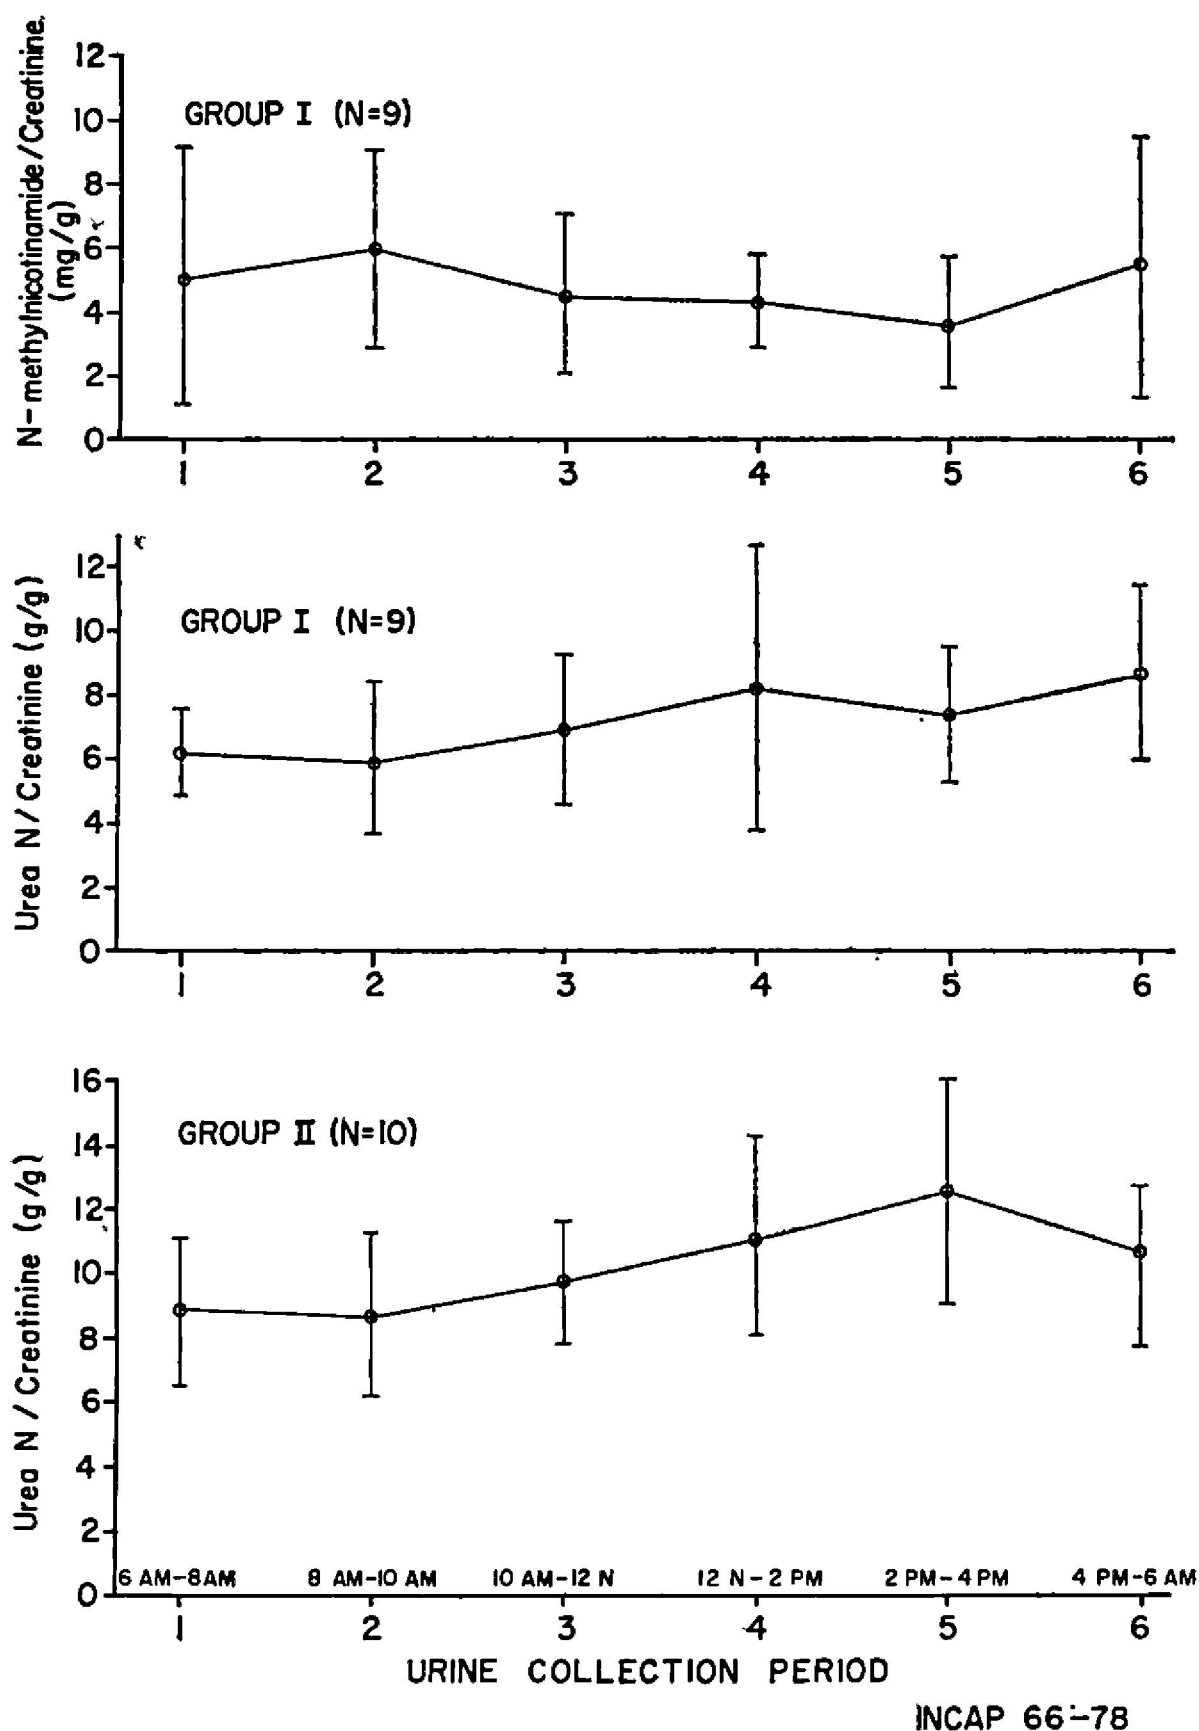 N-methylnicotinamide/Creatinine.
(mg/g)
12
10
8
6
4
2
0
GROUP I (N=9)
1 2 3 4 5 6
Urea N/Creatinine (g/g)
12
10
8
6
4
2
0
GROUP I (N=9)
1 2 3 4 5 6
Urea N/Creatinine (g/g)
16
14
12
10
8
6
4
2
0
GROUP II (N=10)
6 AM-8AM 8 AM-10 AM 10 AM-12 N 12 N-2 PM 2 PM-4 PM 4 PM-6 AM
1 2 3 4 5 6
URINE COLLECTION PERIOD
INCAP 66-78